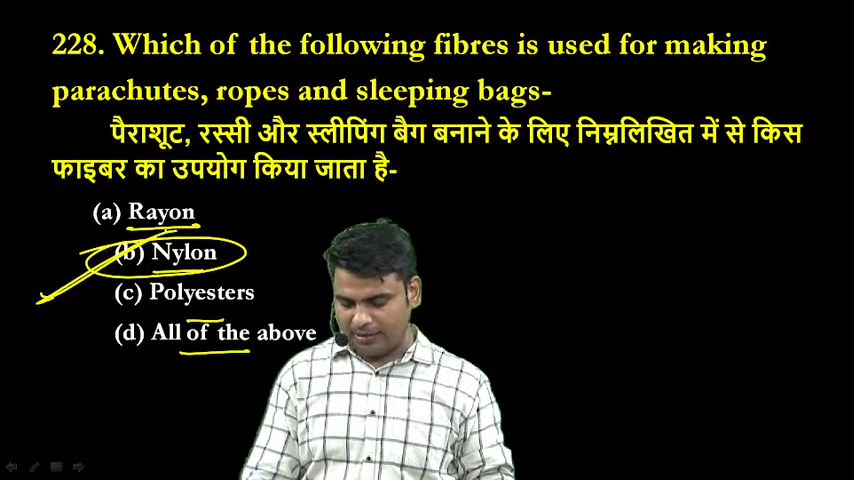 228. Which of the following fibres is used for making
parachutes, ropes and sleeping bags-
पैराशूट, रस्सी और स्लीपिंग बैग बनाने के लिए निम्नलिखित में से किस
फाइबर का उपयोग किया जाता है-
(a) Rayon
(b) Nylon
(c) Polyesters
(d) All of the above